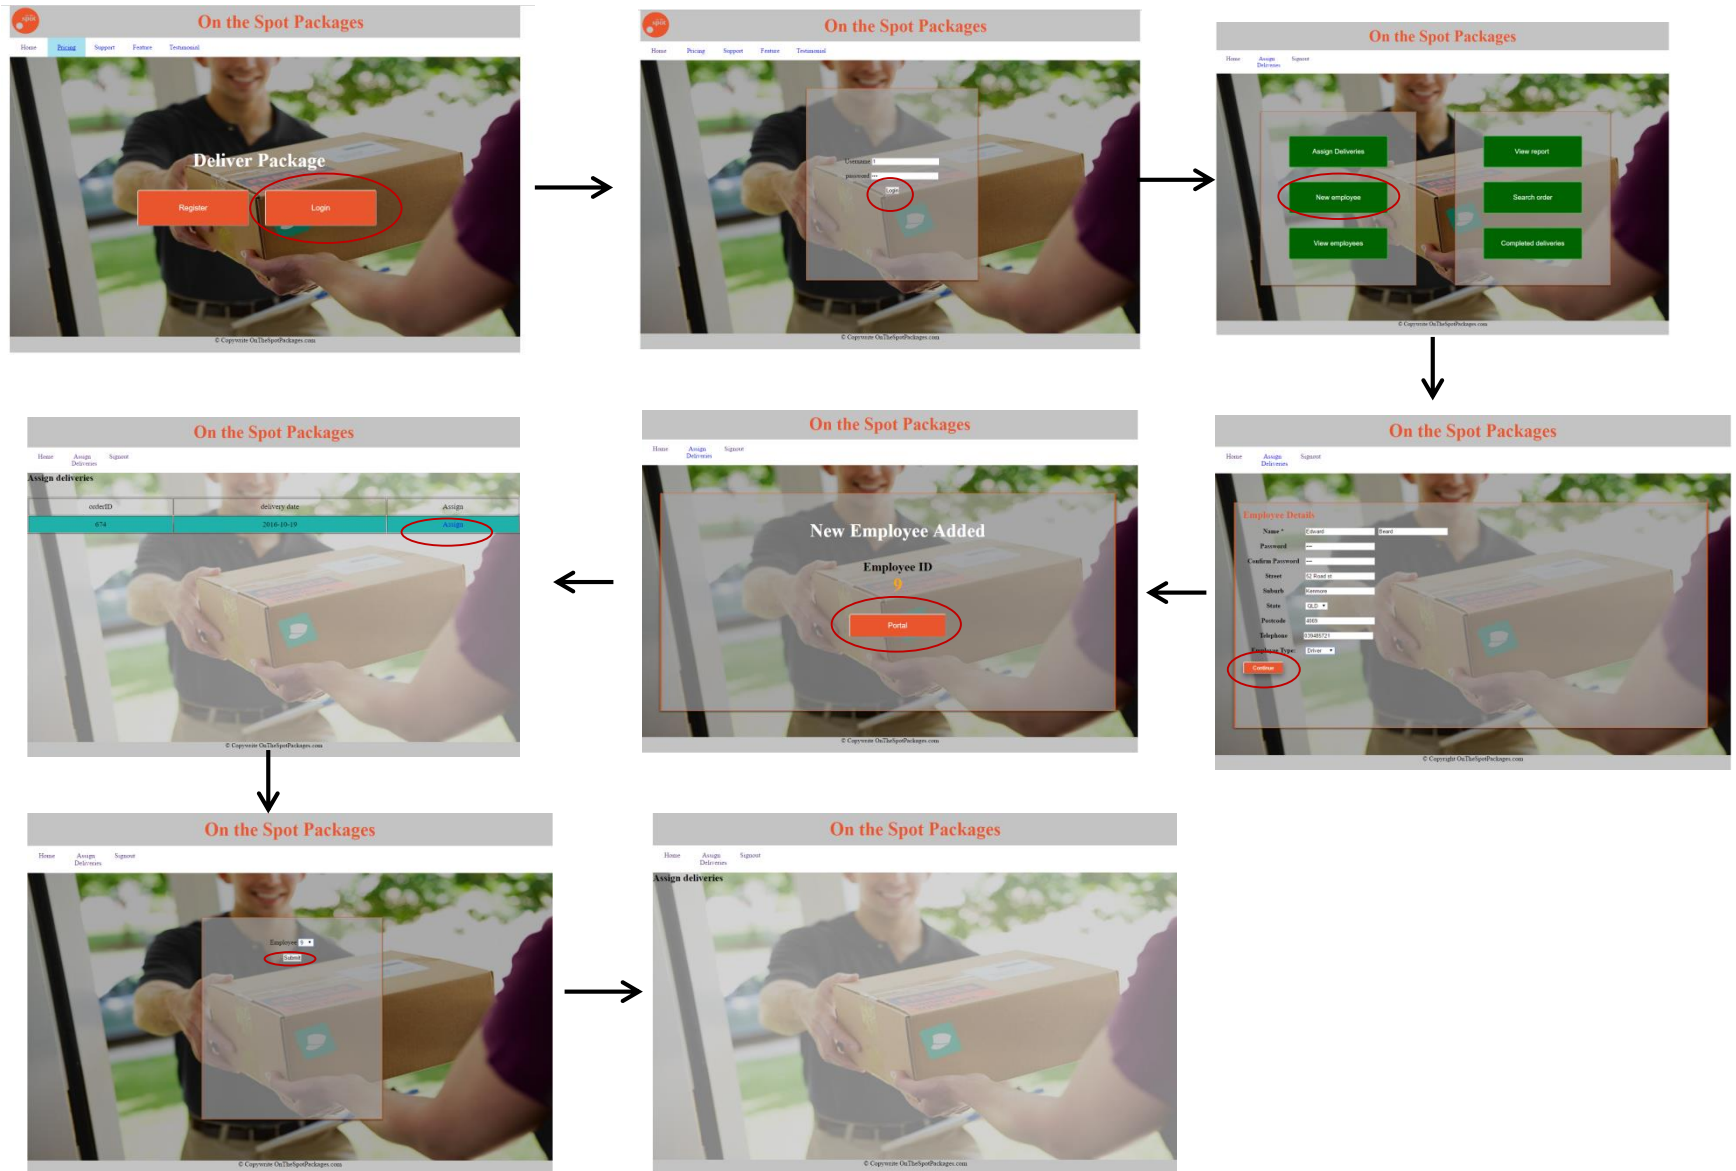 spot
On the Spot Packages
Home Pricing Support Feature Testimonial
Deliver Package
Register Login
© Copywrite OnTheSpotPackages.com
spot
On the Spot Packages
Home Pricing Support Feature Testimonial
Username 1
password
Login
© Copywrite OnTheSpotPackages.com
On the Spot Packages
Home Assign Deliveries Signout
Assign Deliveries View report
New employee Search order
View employees Completed deliveries
© Copywrite OnTheSpotPackages.com
On the Spot Packages
Home Assign Deliveries Signout
Employee Details
Name * Edward Beard
Password
Confirm Password
Street 52 Road st
Suburb Kenmore
State QLD
Postcode 4069
Telephone 039485721
Employee Type: Driver
Continue
© Copyright OnTheSpotPackages.com
On the Spot Packages
Home Assign Deliveries Signout
New Employee Added
Employee ID
9
Portal
© Copywrite OnTheSpotPackages.com
On the Spot Packages
Home Assign Deliveries Signout
Assign deliveries
orderID delivery date Assign
674 2016-10-19 Assign
© Copywrite OnTheSpotPackages.com
On the Spot Packages
Home Assign Deliveries Signout
Employee 9
Submit
© Copywrite OnTheSpotPackages.com
On the Spot Packages
Home Assign Deliveries Signout
Assign deliveries
© Copywrite OnTheSpotPackages.com